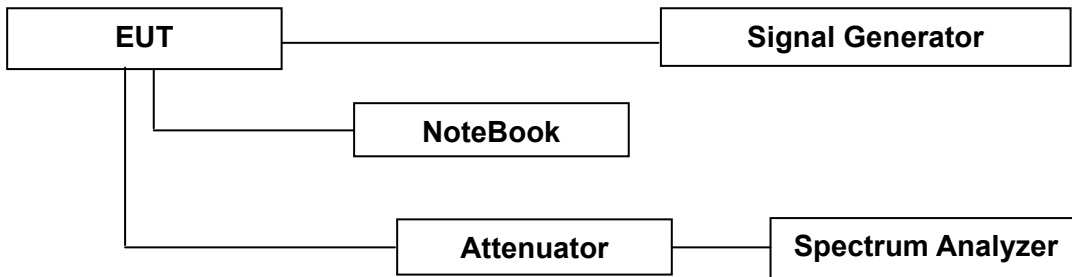 EUT
Signal Generator
NoteBook
Attenuator
Spectrum Analyzer